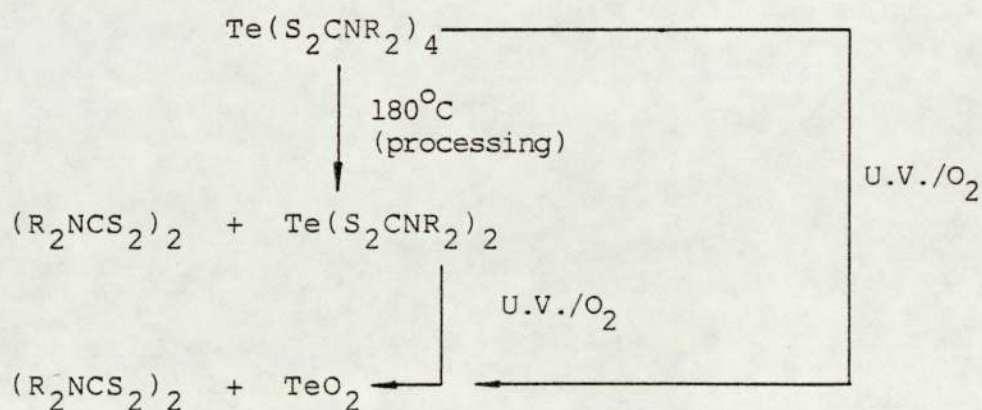 Te(S₂CNR₂)₄
180°C
(processing)
U.V./O₂
(R₂NCS₂)₂ + Te(S₂CNR₂)₂
U.V./O₂
(R₂NCS₂)₂ + TeO₂